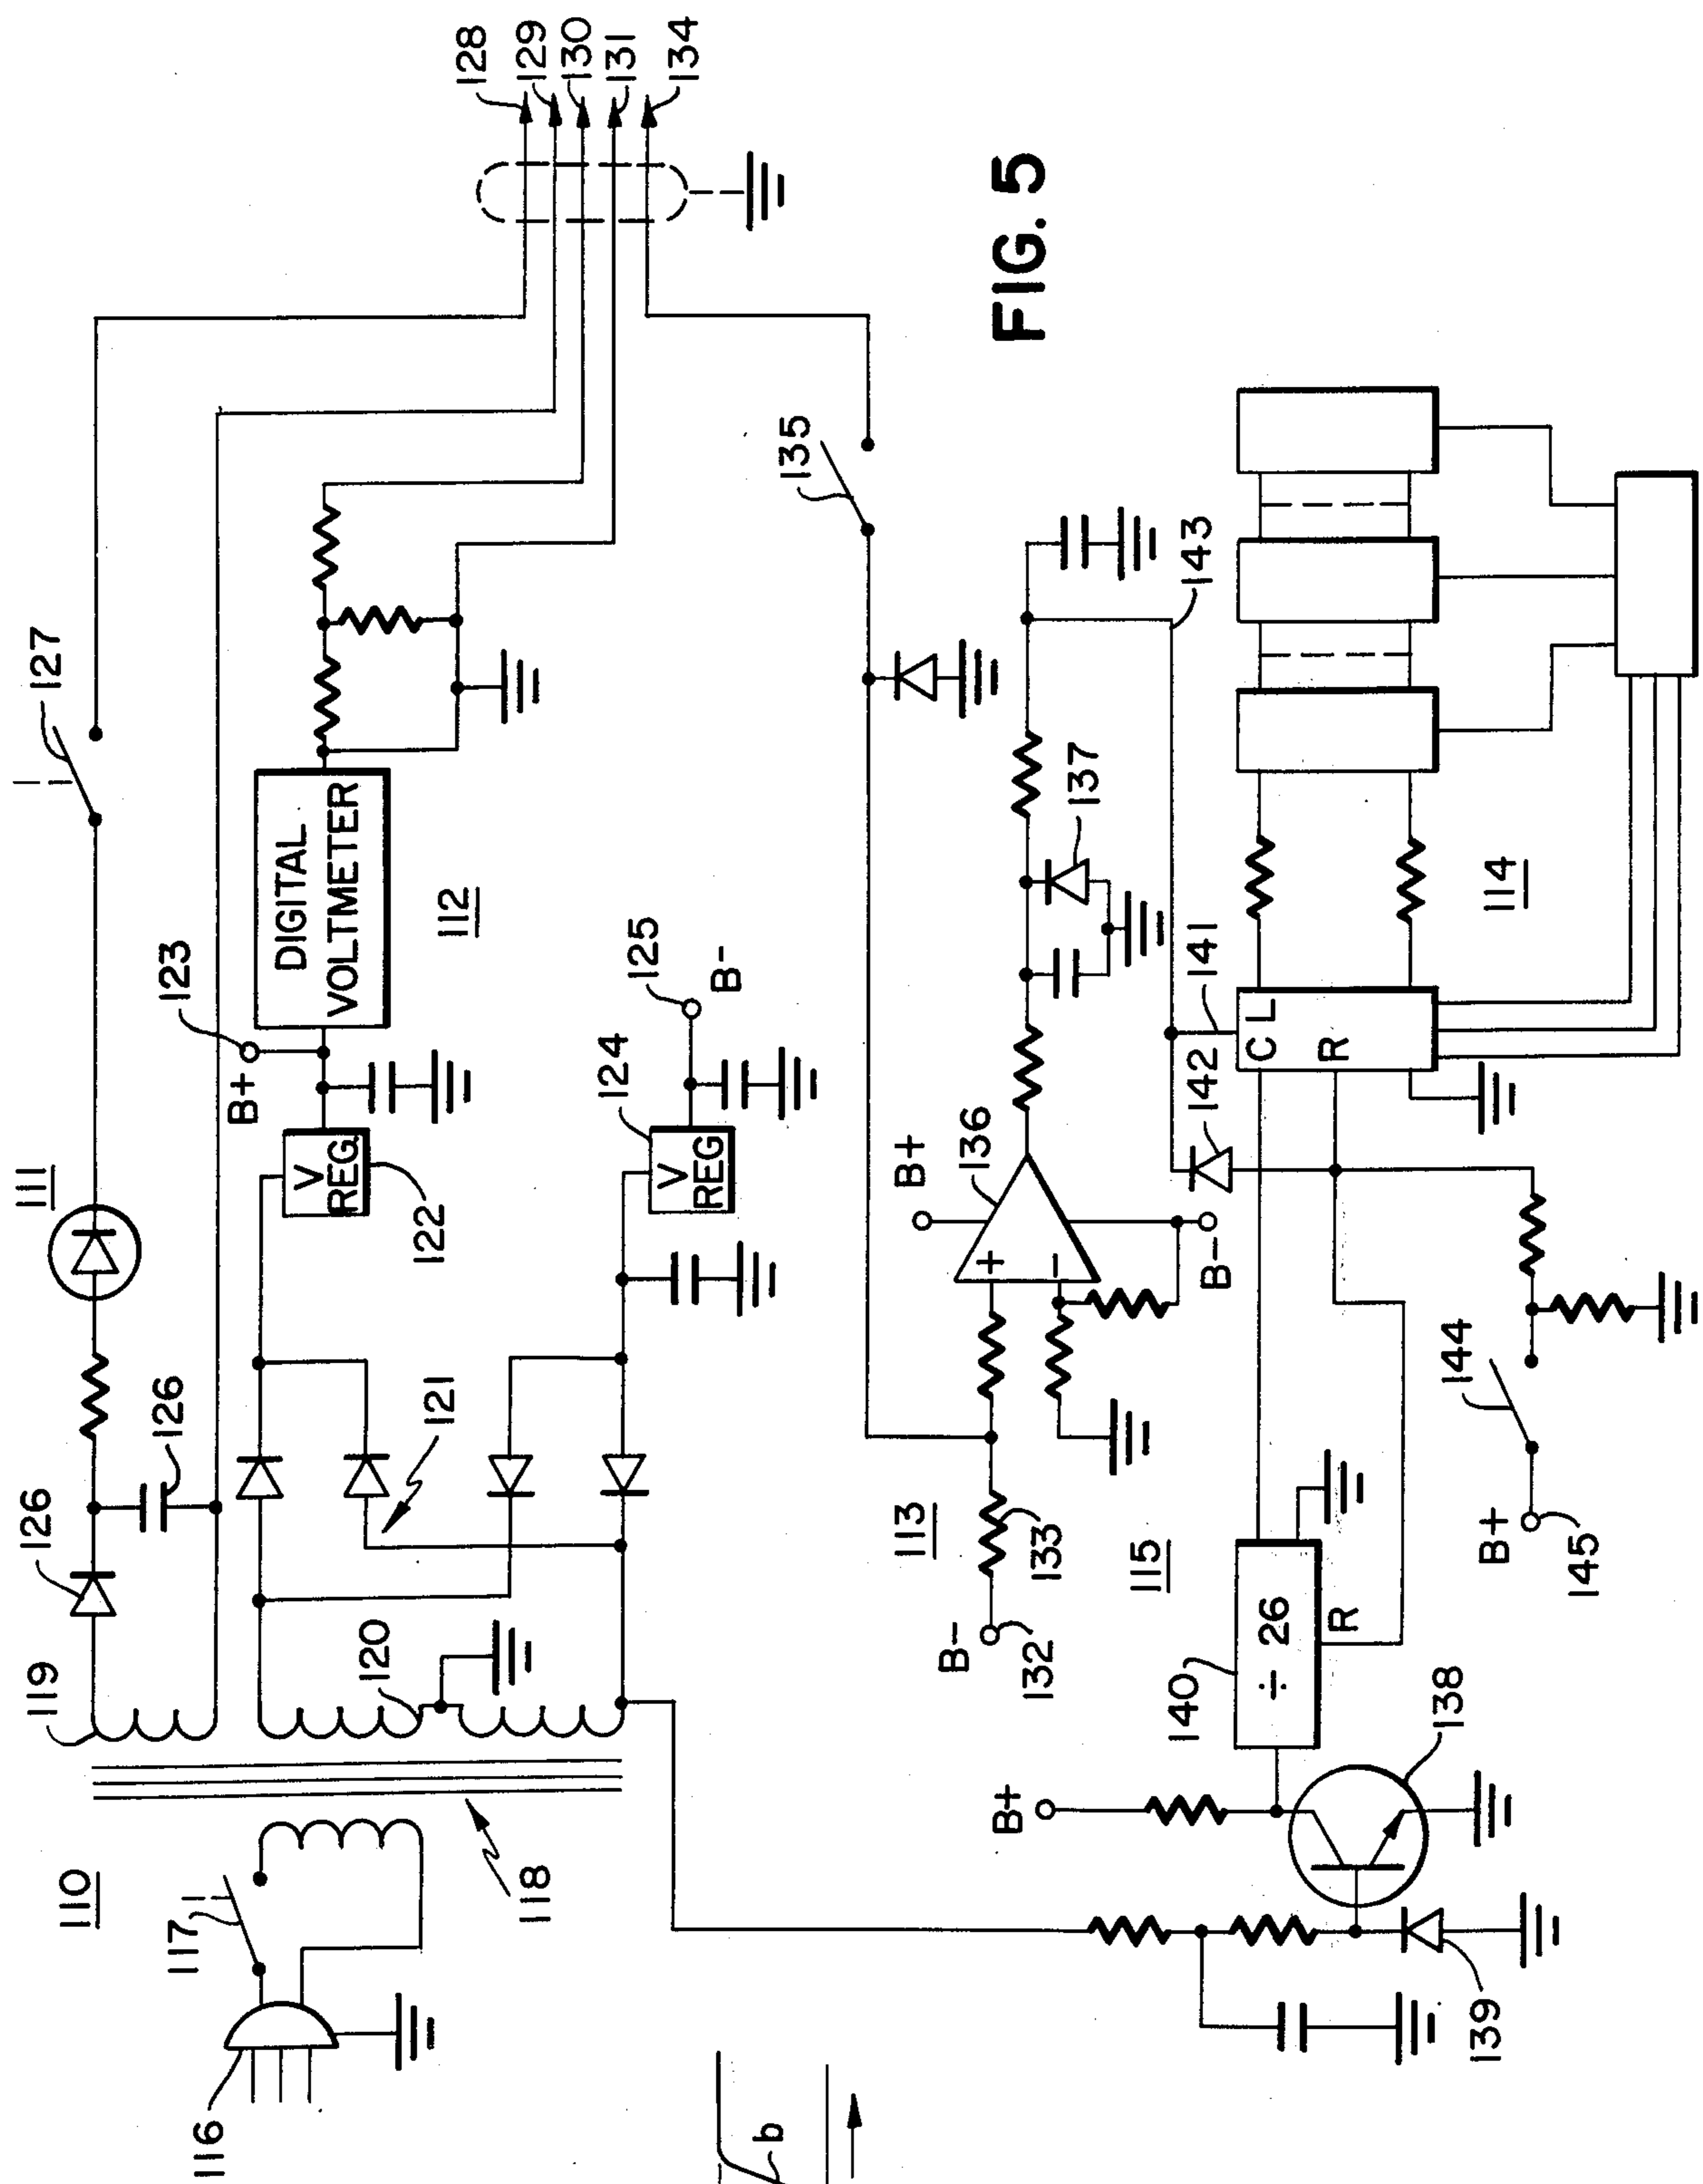 110
116
117
118
119
120
126
126
121
111
127
B+
123
V
REG
122
DIGITAL
VOLTMETER
112
V
REG
124
125
B-
128
129
130
131
134
135
113
B-
132
133
B+
136
+
-
B-
137
143
FIG. 5
115
140
÷ 26
R
B+
138
139
142
141
C L
R
114
144
B+
145
b